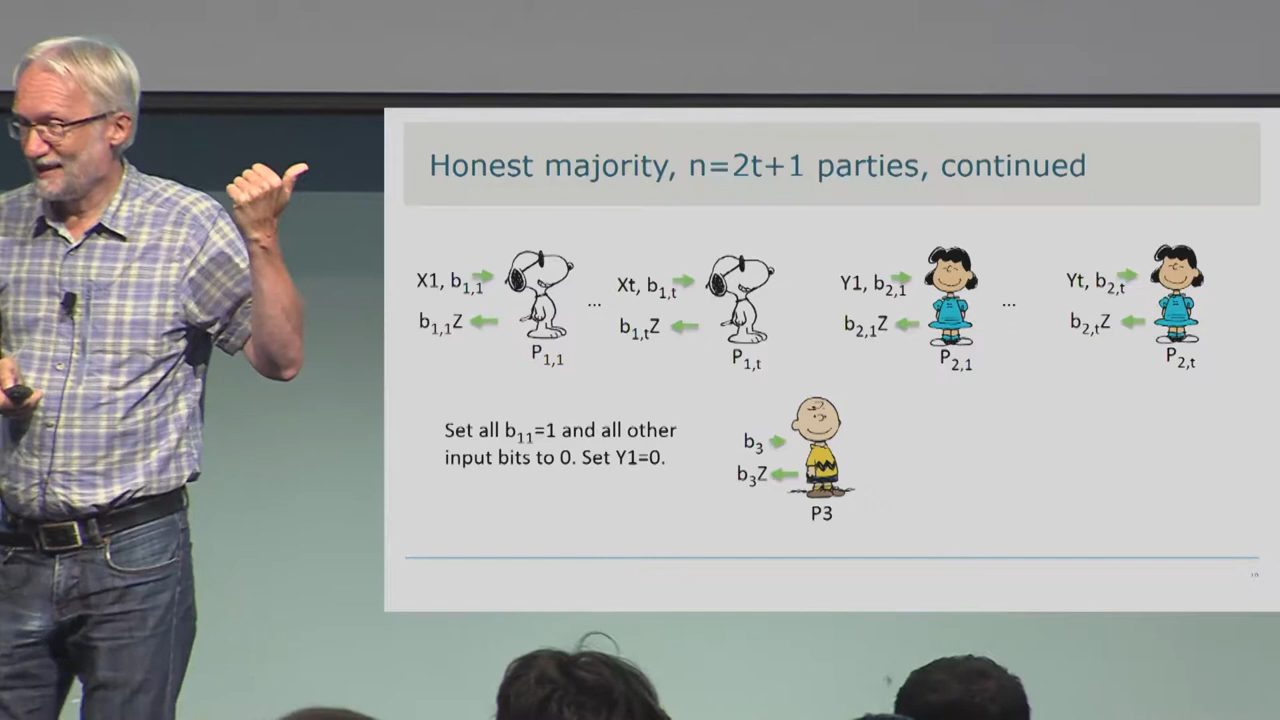 Honest majority, n=2t+1 parties, continued
X1, b1,1
b1,1Z
P1,1
...
Xt, b1,t
b1,tZ
P1,t
Y1, b2,1
b2,1Z
P2,1
...
Yt, b2,t
b2,tZ
P2,t
Set all b11=1 and all other
input bits to 0. Set Y1=0.
b3
b3Z
P3